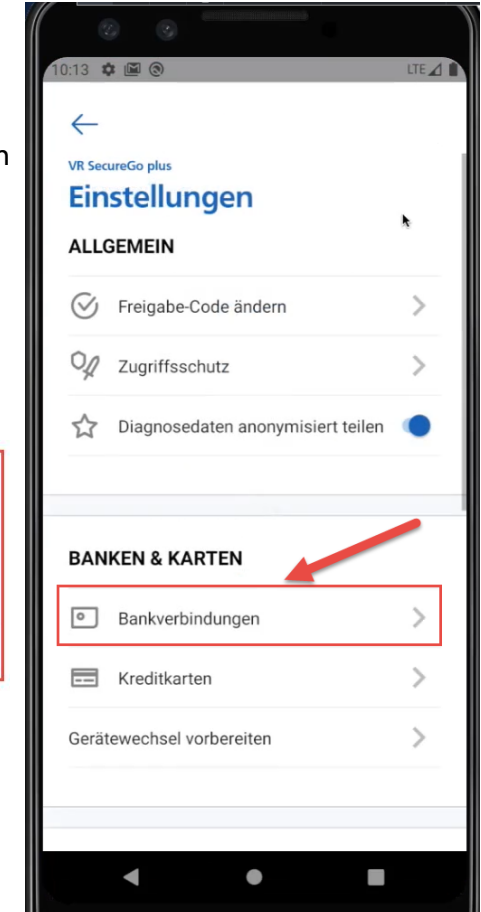 10:13
LTE
n
VR SecureGo plus
Einstellungen
ALLGEMEIN
Freigabe-Code ändern
Zugriffsschutz
Diagnosedaten anonymisiert teilen
BANKEN & KARTEN
Bankverbindungen
Kreditkarten
Gerätewechsel vorbereiten